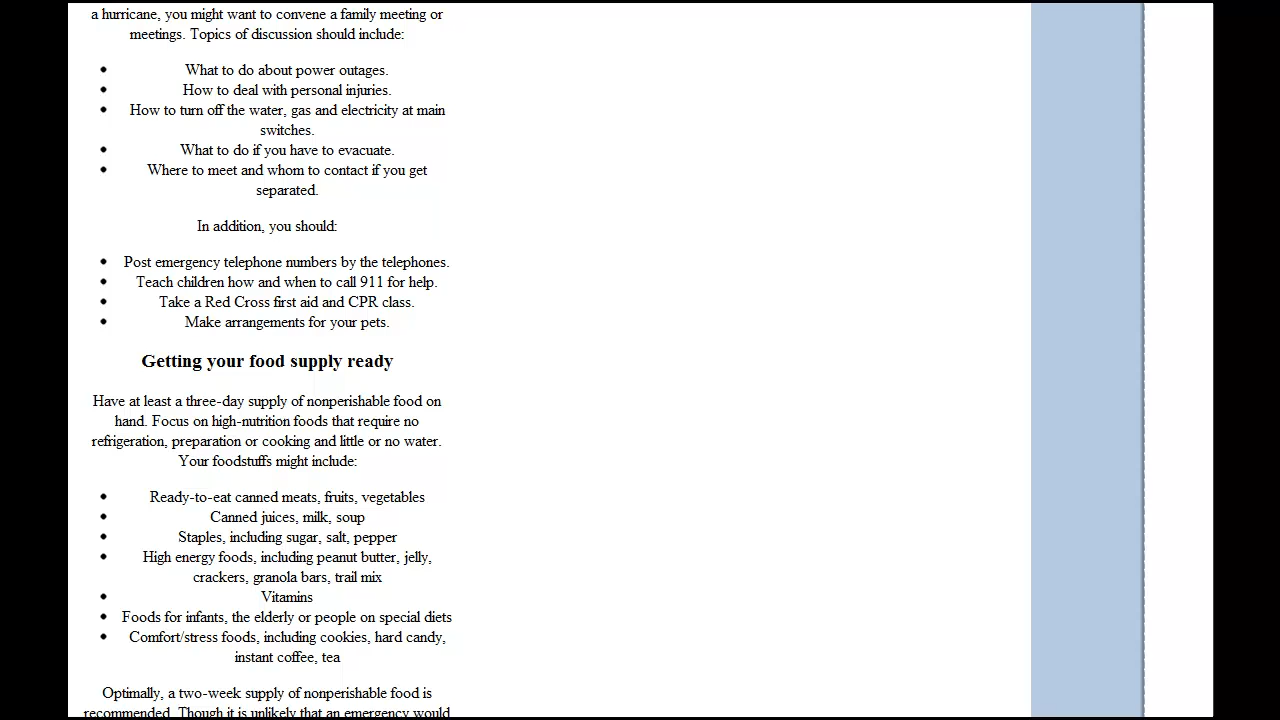 a hurricane, you might want to convene a family meeting or
meetings. Topics of discussion should include:
What to do about power outages.
How to deal with personal injuries.
How to turn off the water, gas and electricity at main
switches.
What to do if you have to evacuate.
Where to meet and whom to contact if you get
separated.
In addition, you should:
Post emergency telephone numbers by the telephones.
Teach children how and when to call 911 for help.
Take a Red Cross first aid and CPR class.
Make arrangements for your pets.
Getting your food supply ready
Have at least a three-day supply of nonperishable food on
hand. Focus on high-nutrition foods that require no
refrigeration, preparation or cooking and little or no water.
Your foodstuffs might include:
Ready-to-eat canned meats, fruits, vegetables
Canned juices, milk, soup
Staples, including sugar, salt, pepper
High energy foods, including peanut butter, jelly,
crackers, granola bars, trail mix
Vitamins
Foods for infants, the elderly or people on special diets
Comfort/stress foods, including cookies, hard candy,
instant coffee, tea
Optimally, a two-week supply of nonperishable food is
recommended. Though it is unlikely that an emergency would